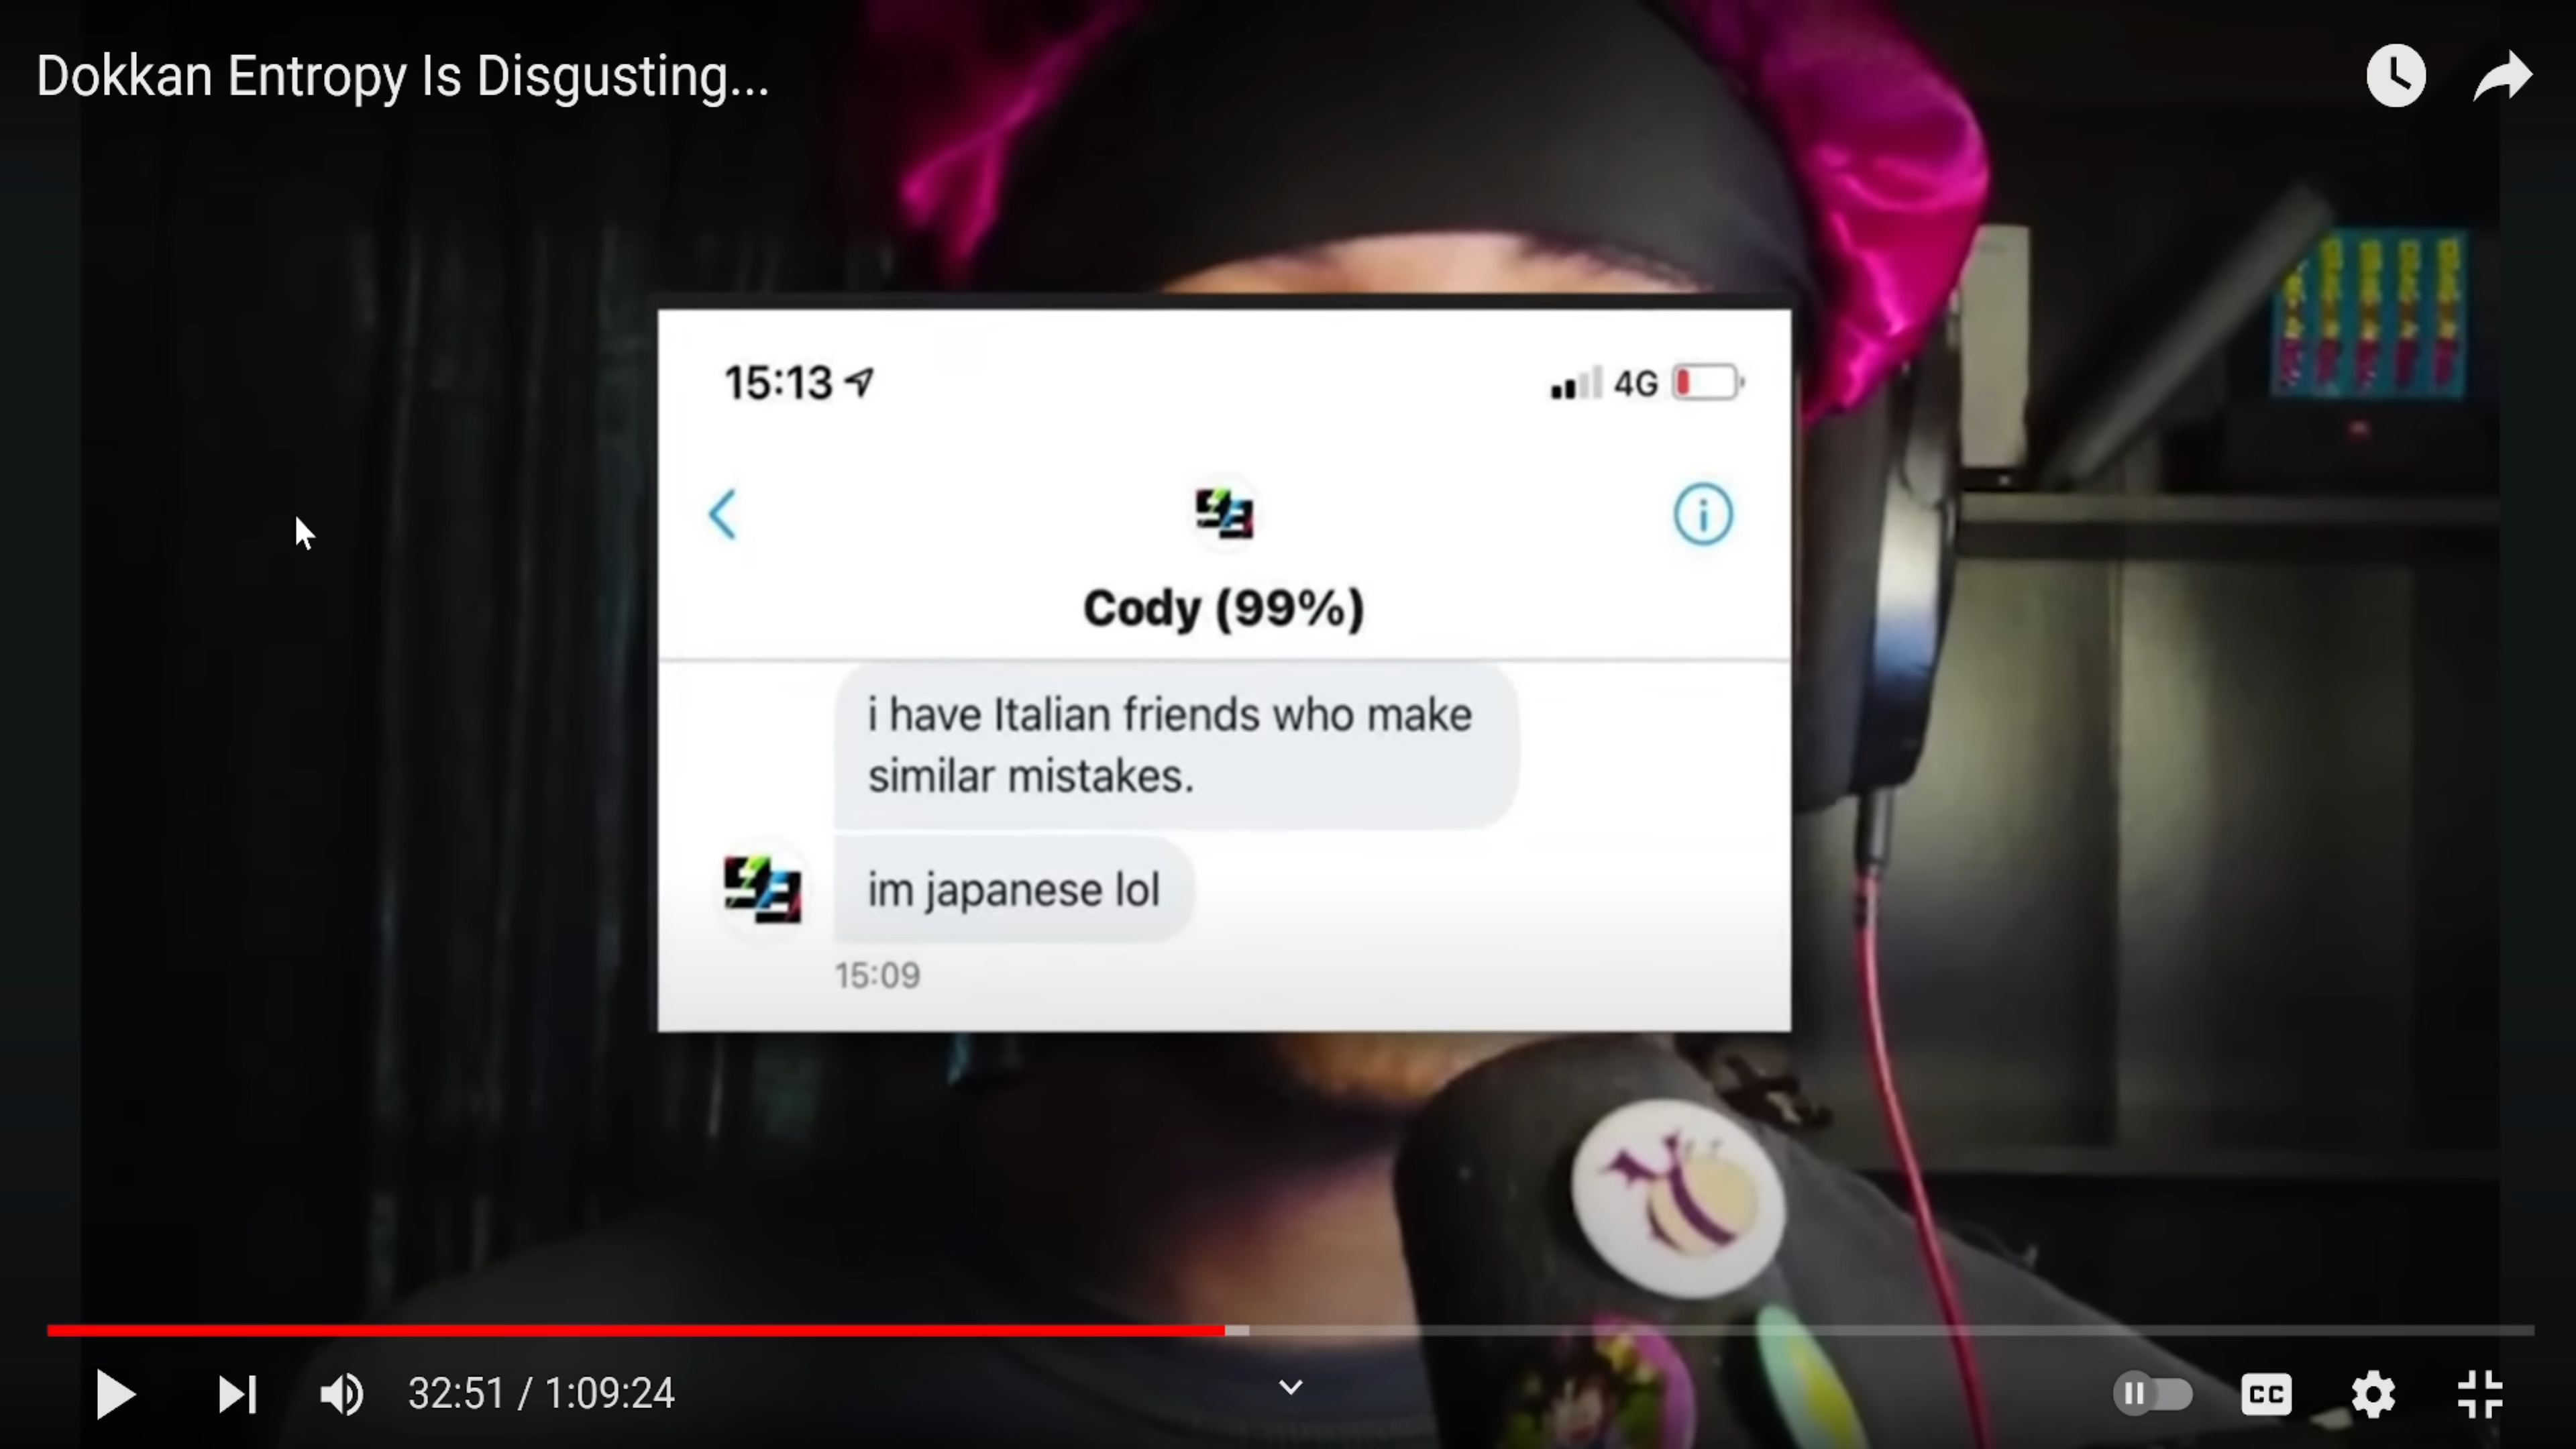 Dokkan Entropy Is Disgusting...
15:13
4G
Cody (99%)
i have Italian friends who make
similar mistakes.
im japanese lol
15:09
32:51 / 1:09:24
CC